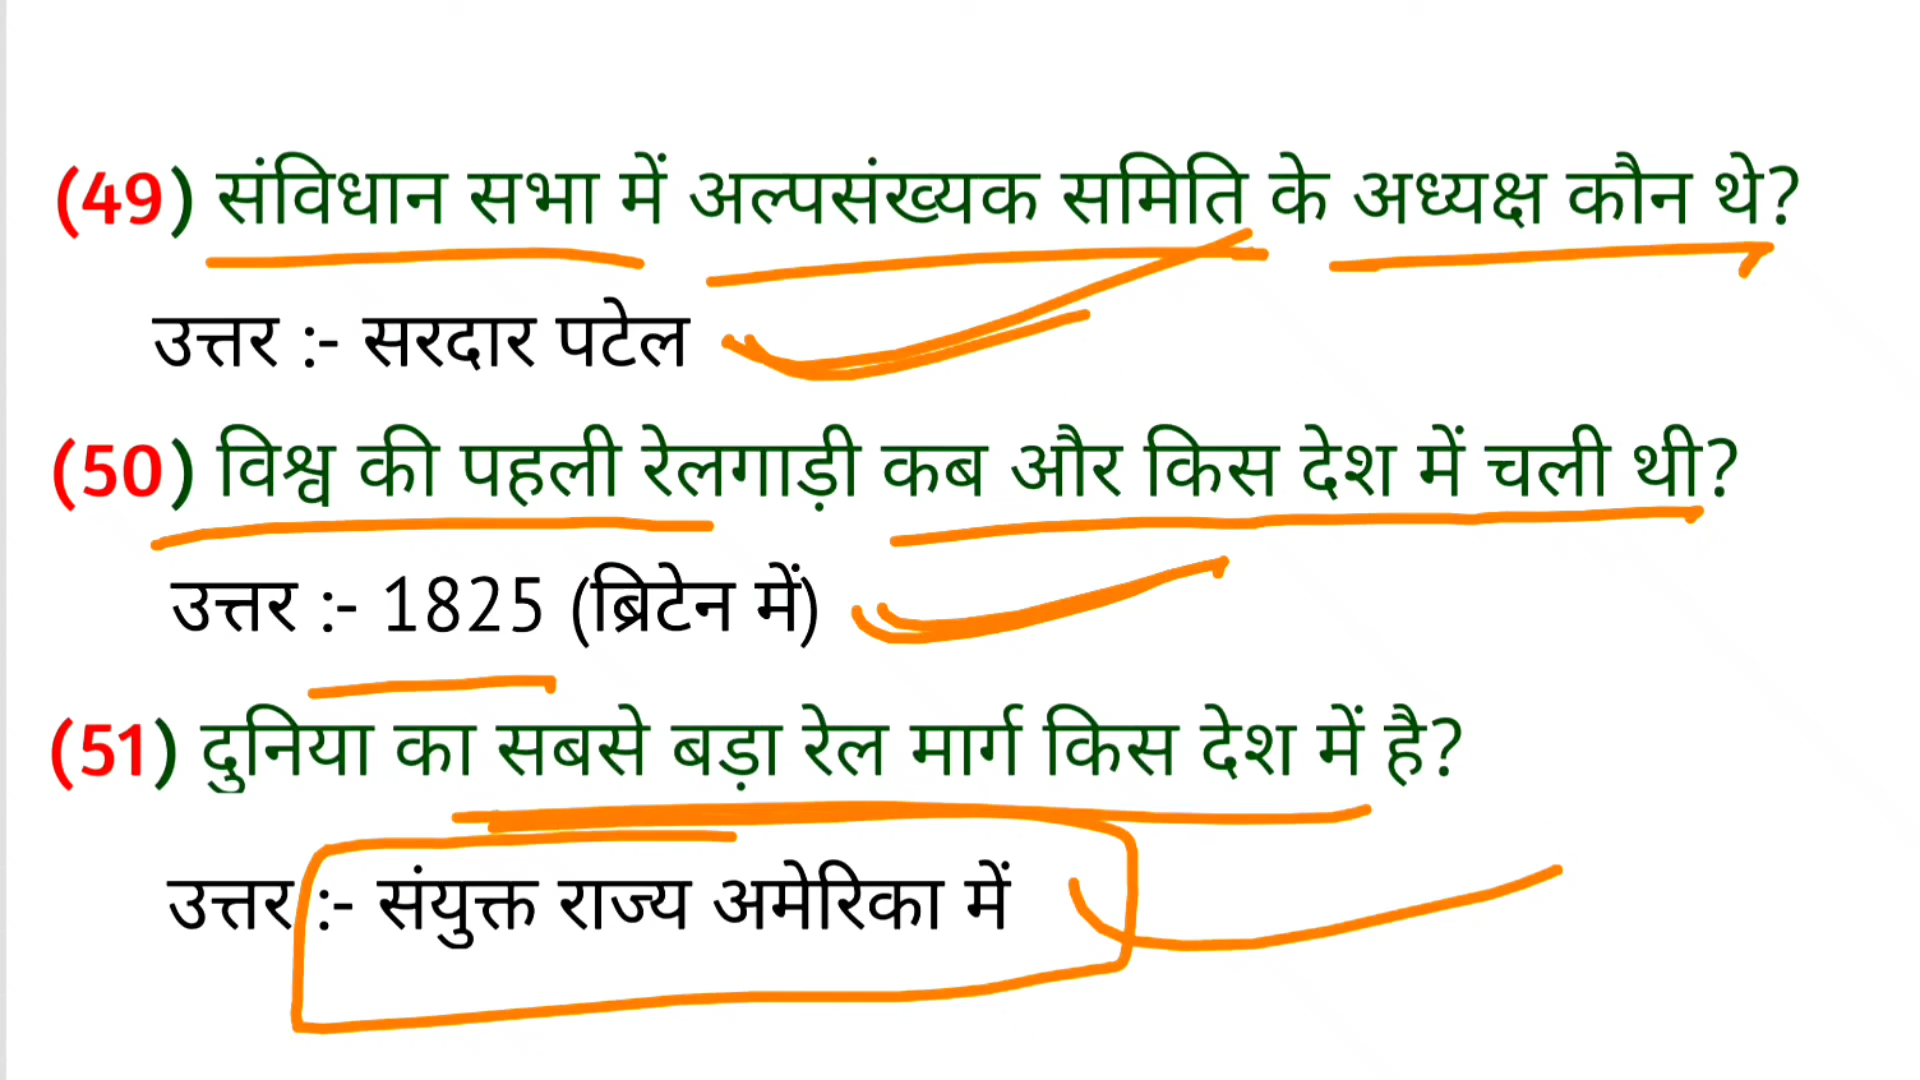 (49) संविधान सभा में अल्पसंख्यक समिति के अध्यक्ष कौन थे?
उत्तर :- सरदार पटेल
(50) विश्व की पहली रेलगाड़ी कब और किस देश में चली थी?
उत्तर :- 1825 (ब्रिटेन में)
(51) दुनिया का सबसे बड़ा रेल मार्ग किस देश में है?
उत्तर :- संयुक्त राज्य अमेरिका में